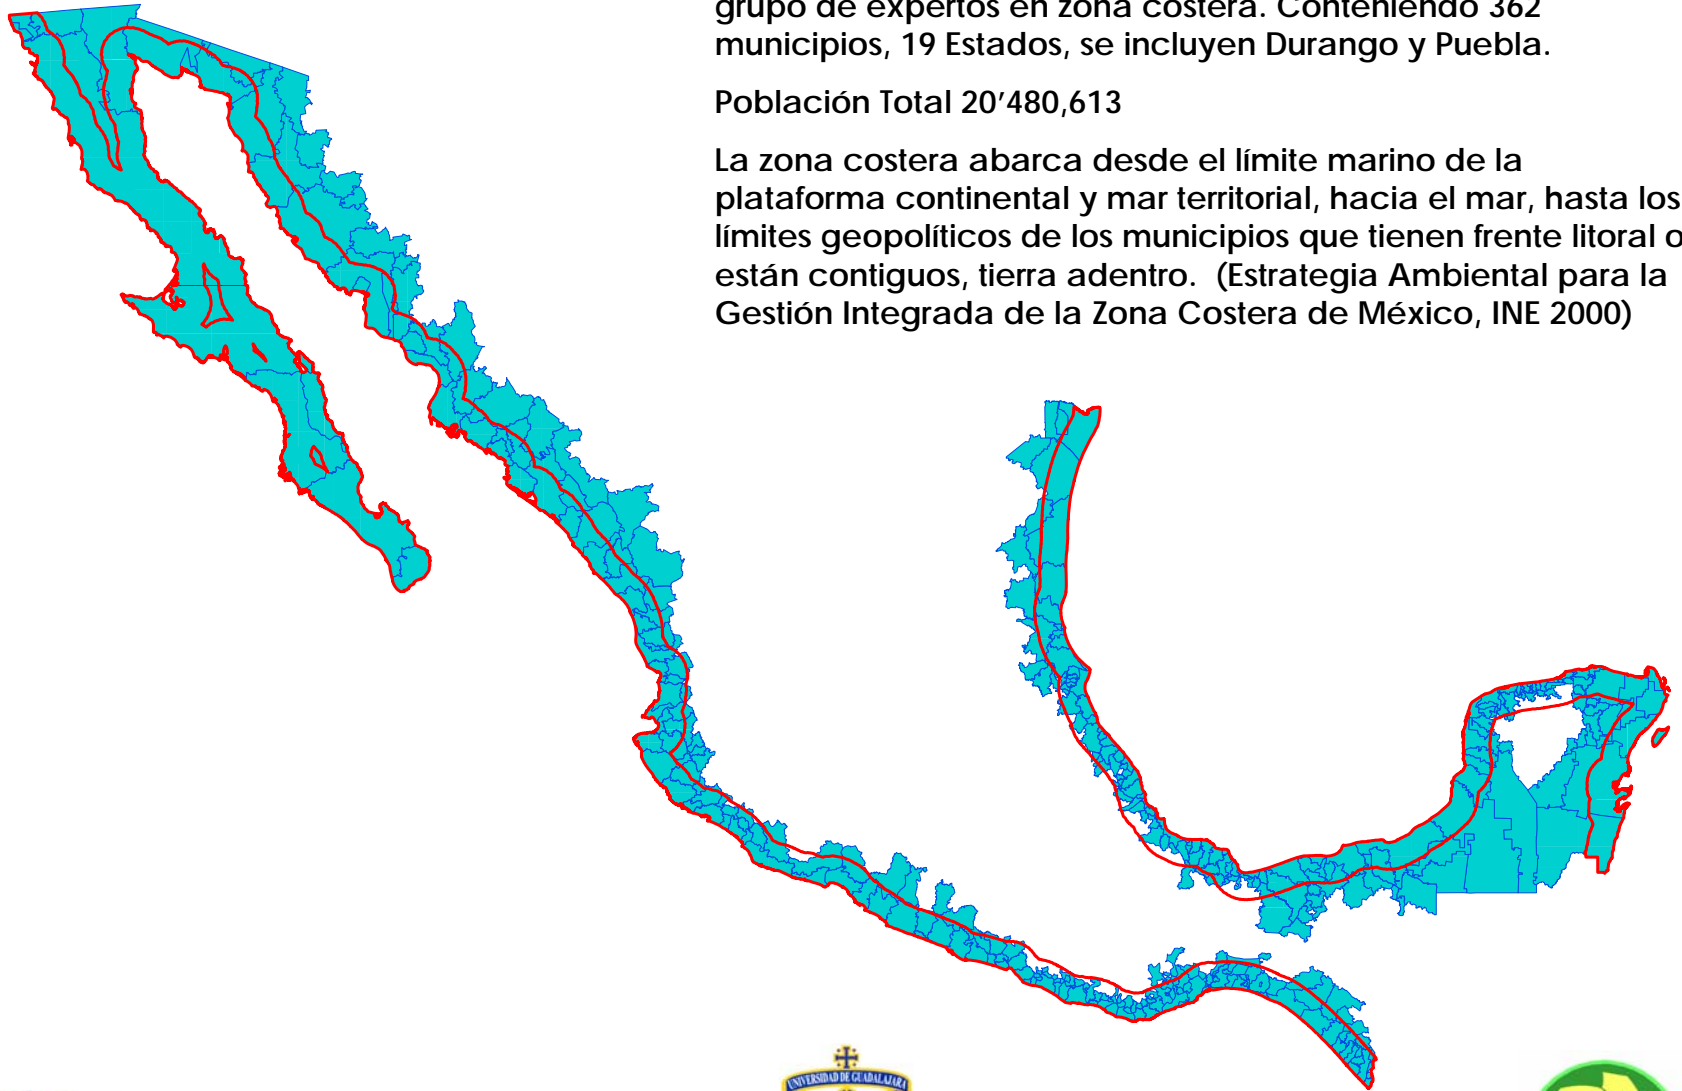 grupo de expertos en zona costera. Conteniendo 362
municipios, 19 Estados, se incluyen Durango y Puebla.
Población Total 20’480,613
La zona costera abarca desde el límite marino de la
plataforma continental y mar territorial, hacia el mar, hasta los
límites geopolíticos de los municipios que tienen frente litoral o
están contiguos, tierra adentro. (Estrategia Ambiental para la
Gestión Integrada de la Zona Costera de México, INE 2000)
UNIVERSIDAD DE GUADALAJARA